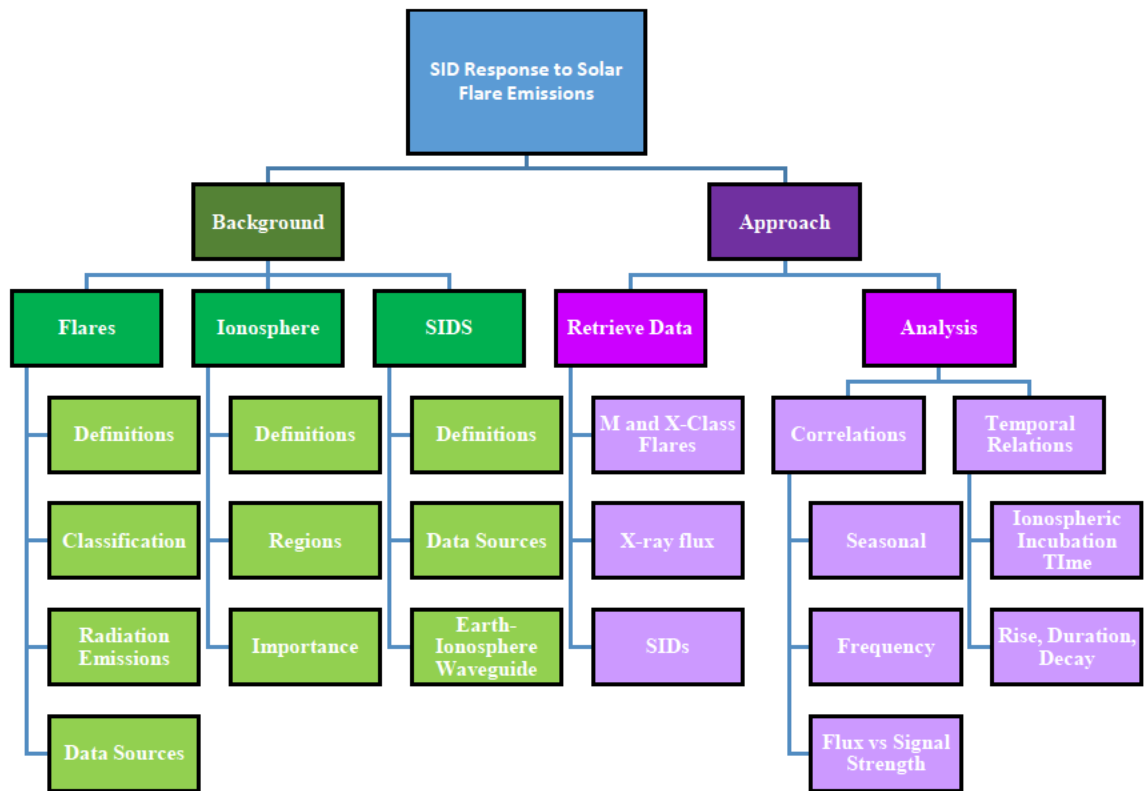 SID Response to Solar
Flare Emissions
Background
Approach
Flares
Ionosphere
SIDS
Retrieve Data
Analysis
Definitions
Definitions
Definitions
M and X-Class
Flares
Correlations
Temporal
Relations
Classification
Regions
Data Sources
X-ray flux
Seasonal
Ionospheric
Incubation
TIme
Radiation
Emissions
Importance
Earth-
Ionosphere
Waveguide
SIDs
Frequency
Rise, Duration,
Decay
Data Sources
Flux vs Signal
Strength